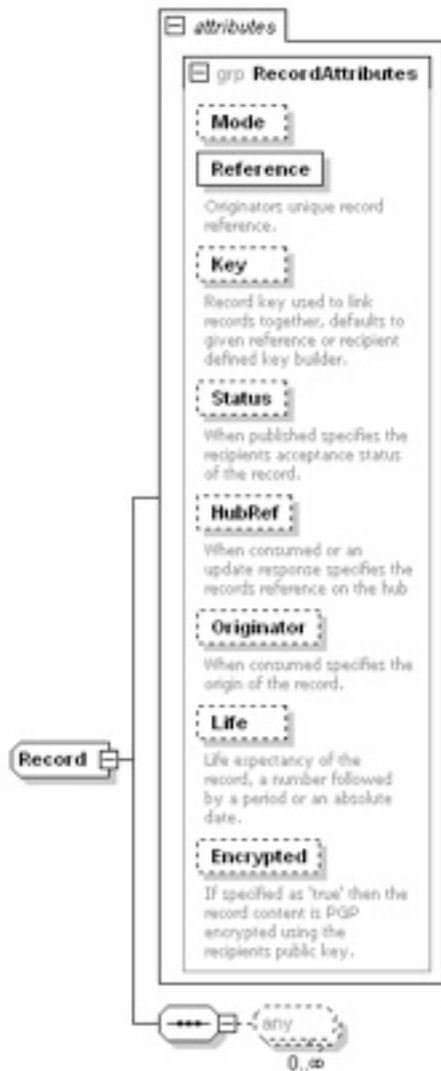 attributes
grp RecordAttributes
Mode
Reference
Originators unique record
reference.
Key
Record key used to link
records together, defaults to
given reference or recipient
defined key builder.
Status
When published specifies the
recipients acceptance status
of the record.
HubRef
When consumed or an
update response specifies the
records reference on the hub
Originator
When consumed specifies the
origin of the record.
Life
Life expectancy of the
record, a number followed
by a period or an absolute
date.
Record
Encrypted
If specified as 'true' then the
record content is PGP
encrypted using the
recipients public key.
any
0..∞